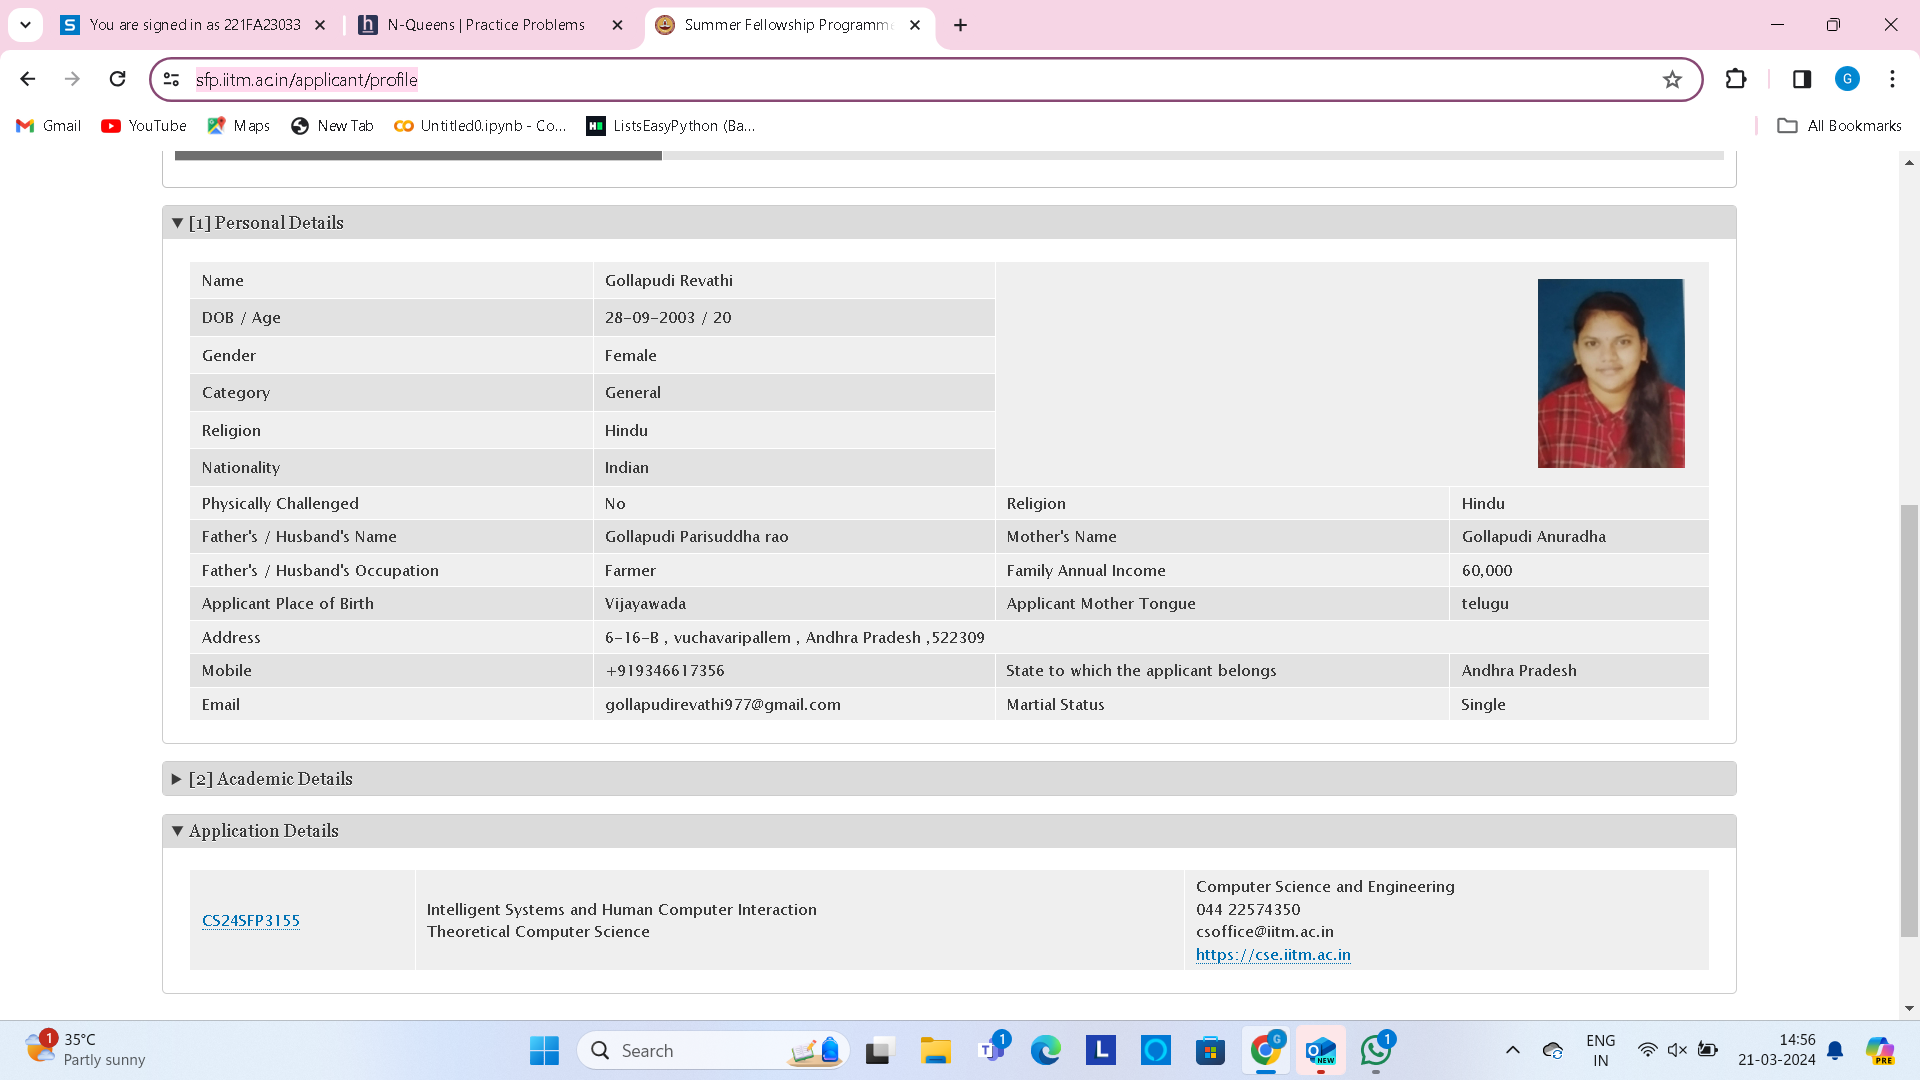 You are signed in as 221FA23033
N-Queens | Practice Problems
Summer Fellowship Programme
sfp.iitm.ac.in/applicant/profile
G
Gmail
YouTube
Maps
New Tab
Untitled0.ipynb - Co...
ListsEasyPython (Ba...
All Bookmarks
[1] Personal Details
Name Gollapudi Revathi
DOB / Age 28-09-2003 / 20
Gender Female
Category General
Religion Hindu
Nationality Indian
Physically Challenged No Religion Hindu
Father's / Husband's Name Gollapudi Parisuddha rao Mother's Name Gollapudi Anuradha
Father's / Husband's Occupation Farmer Family Annual Income 60,000
Applicant Place of Birth Vijayawada Applicant Mother Tongue telugu
Address 6-16-B , vuchavaripallem , Andhra Pradesh ,522309
Mobile +919346617356 State to which the applicant belongs Andhra Pradesh
Email gollapudirevathi977@gmail.com Martial Status Single
[2] Academic Details
Application Details
CS24SFP3155
Intelligent Systems and Human Computer Interaction
Theoretical Computer Science
Computer Science and Engineering
044 22574350
csoffice@iitm.ac.in
https://cse.iitm.ac.in
1
35°C
Partly sunny
Search
1
L
G
NEW
1
ENG
IN
14:56
21-03-2024
PRE